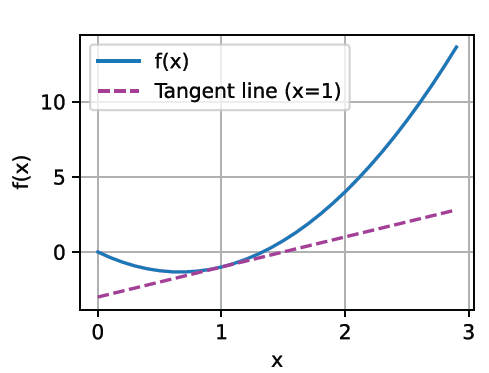 f(x)
Tangent line (x=1)
10
5
0
f(x)
0 1 2 3
x